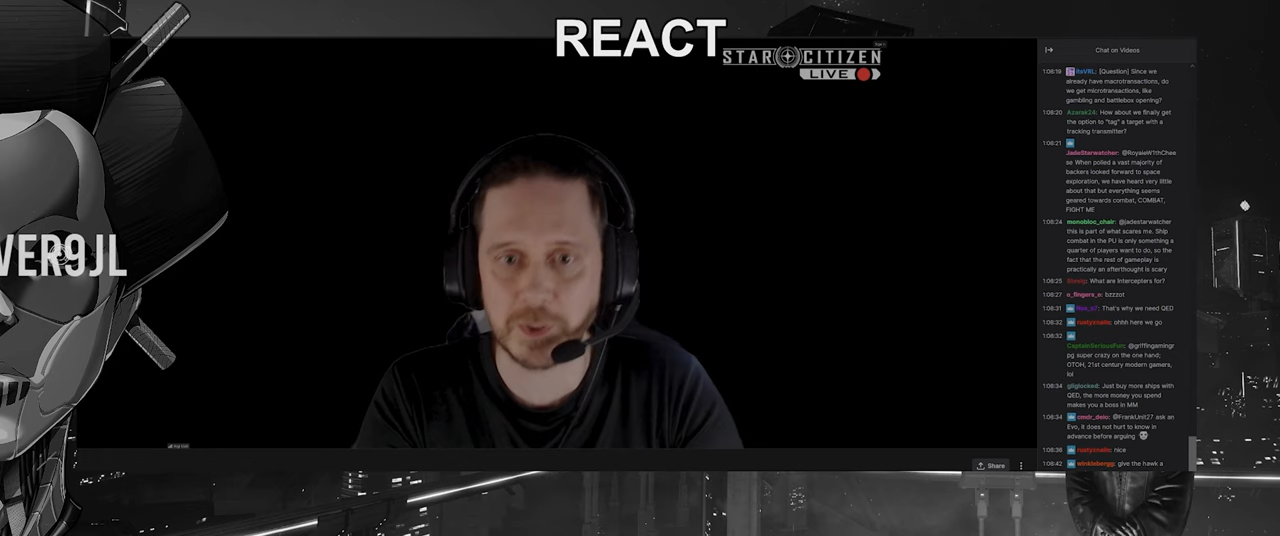 REACT
STAR CITIZEN
LIVE
VER9JL
Chat on Videos
1:08:19 itsVRL: [Question] Since we
already have macrotransactions, do
we get microtransactions, like
gambling and battlebox opening?
1:08:20 Azarak24: How about we finally get
the option to "tag" a target with a
tracking transmitter?
1:08:21
JadeStarwatcher: @RoyaleW1thChee
se When polled a vast majority of
backers looked forward to space
exploration, we have heard very little
about that but everything seems
geared towards combat, COMBAT,
FIGHT ME
1:08:24 monobloc_chair: @jadestarwatcher
this is part of what scares me. Ship
combat in the PU is only something a
quarter of players want to do, so the
fact that the rest of gameplay is
practically an afterthought is scary
1:08:25 What are Intercepters for?
1:08:27 o_fingers_o: bzzzot
1:08:31 That's why we need QED
1:08:32 rustyxnails: ohhh here we go
1:08:32
CaptainSeriousFun: @griffingamingr
pg super crazy on the one hand;
OTOH, 21st century modern gamers,
lol
1:08:34 gliglocked: Just buy more ships with
QED, the more money you spend
makes you a boss in MM
1:08:34 cmdr_deio: @FrankUnit27 ask an
Evo, it does not hurt to know in
advance before arguing
1:08:38 rustyxnails: nice
1:08:42 winklebergg: give the hawk a
Share